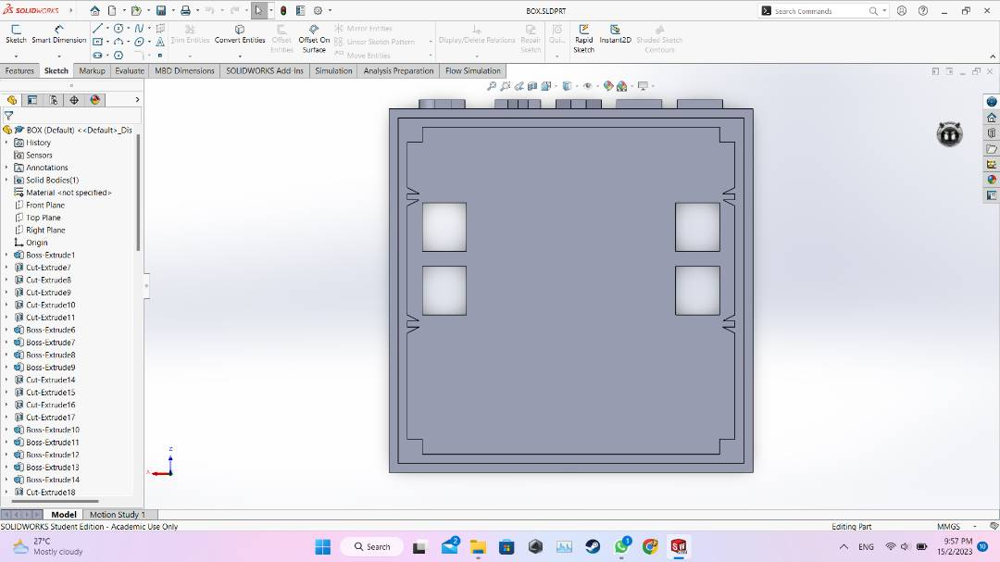 SOLIDWORKS
BOX.SLDPRT
Search Commands
Sketch
Smart Dimension
Trim Entities
Convert Entities
Offset
Entities
Offset On
Surface
Mirror Entities
Linear Sketch Pattern
Move Entities
Display/Delete Relations
Repair
Sketch
Qui...
Rapid
Sketch
Instant2D
Shaded Sketch
Contours
Features
Sketch
Markup
Evaluate
MBD Dimensions
SOLIDWORKS Add-Ins
Simulation
Analysis Preparation
Flow Simulation
BOX (Default) <<Default>_Dis
History
Sensors
Annotations
Solid Bodies(1)
Material <not specified>
Front Plane
Top Plane
Right Plane
Origin
Boss-Extrude1
Cut-Extrude7
Cut-Extrude8
Cut-Extrude9
Cut-Extrude10
Cut-Extrude11
Boss-Extrude6
Boss-Extrude7
Boss-Extrude8
Boss-Extrude9
Cut-Extrude14
Cut-Extrude15
Cut-Extrude16
Cut-Extrude17
Boss-Extrude10
Boss-Extrude11
Boss-Extrude12
Boss-Extrude13
Boss-Extrude14
Cut-Extrude18
Z
X
Model
Motion Study 1
SOLIDWORKS Student Edition - Academic Use Only
Editing Part
MMGS
27°C
Mostly cloudy
Search
2
1
SW
ENG
9:57 PM
15/2/2023
10